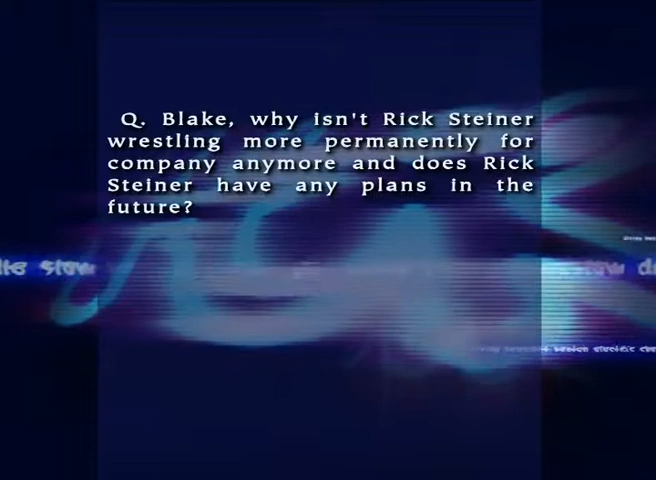 Q. Blake, why isn't Rick Steiner
wrestling more permanently for
company anymore and does Rick
Steiner have any plans in the
future?